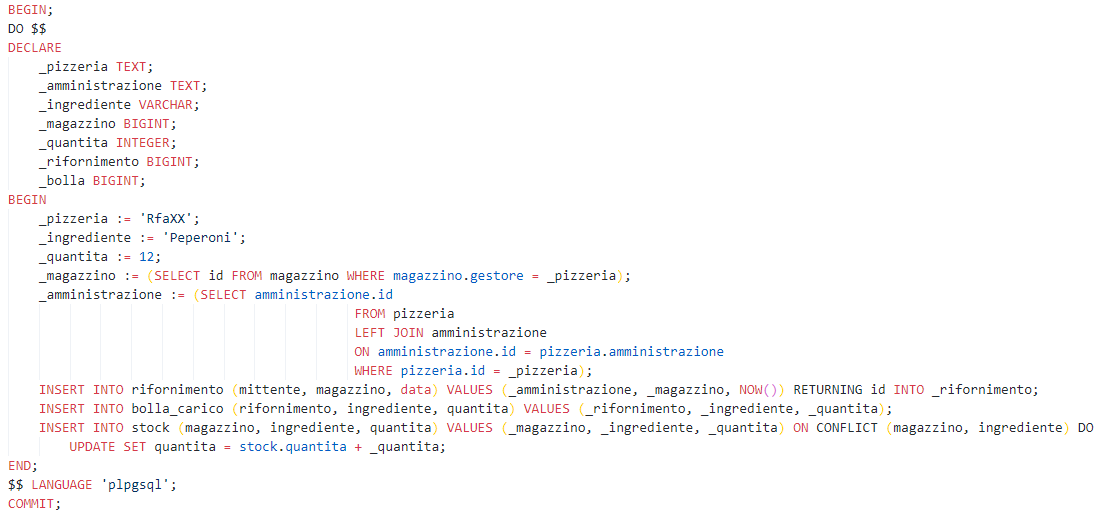 BEGIN;
DO $$
DECLARE
    _pizzeria TEXT;
    _amministrazione TEXT;
    _ingrediente VARCHAR;
    _magazzino BIGINT;
    _quantita INTEGER;
    _rifornimento BIGINT;
    _bolla BIGINT;
BEGIN
    _pizzeria := 'RfaXX';
    _ingrediente := 'Peperoni';
    _quantita := 12;
    _magazzino := (SELECT id FROM magazzino WHERE magazzino.gestore = _pizzeria);
    _amministrazione := (SELECT amministrazione.id
                                             FROM pizzeria
                                             LEFT JOIN amministrazione
                                             ON amministrazione.id = pizzeria.amministrazione
                                             WHERE pizzeria.id = _pizzeria);
    INSERT INTO rifornimento (mittente, magazzino, data) VALUES (_amministrazione, _magazzino, NOW()) RETURNING id INTO _rifornimento;
    INSERT INTO bolla_carico (rifornimento, ingrediente, quantita) VALUES (_rifornimento, _ingrediente, _quantita);
    INSERT INTO stock (magazzino, ingrediente, quantita) VALUES (_magazzino, _ingrediente, _quantita) ON CONFLICT (magazzino, ingrediente) DO
        UPDATE SET quantita = stock.quantita + _quantita;
END;
$$ LANGUAGE 'plpgsql';
COMMIT;